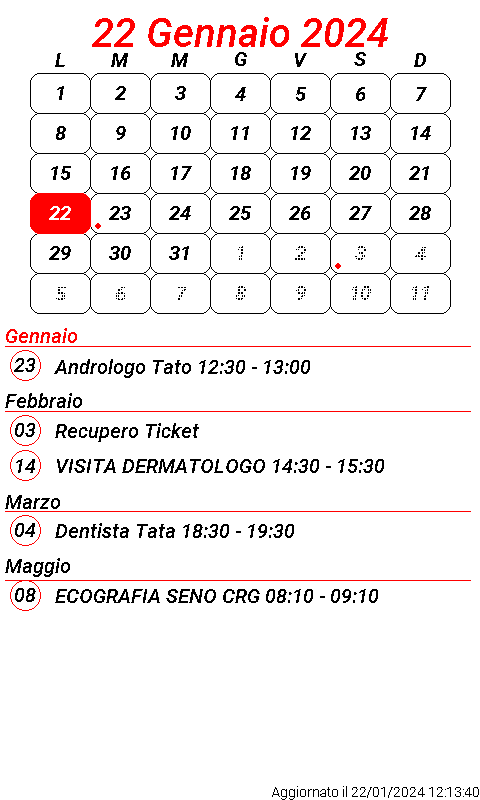 22 Gennaio 2024
L M M G V S D
1 2 3 4 5 6 7
8 9 10 11 12 13 14
15 16 17 18 19 20 21
22 23 24 25 26 27 28
29 30 31 1 2 3 4
5 6 7 8 9 10 11
Gennaio
23 Andrologo Tato 12:30 - 13:00
Febbraio
03 Recupero Ticket
14 VISITA DERMATOLOGO 14:30 - 15:30
Marzo
04 Dentista Tata 18:30 - 19:30
Maggio
08 ECOGRAFIA SENO CRG 08:10 - 09:10
Aggiornato il 22/01/2024 12:13:40